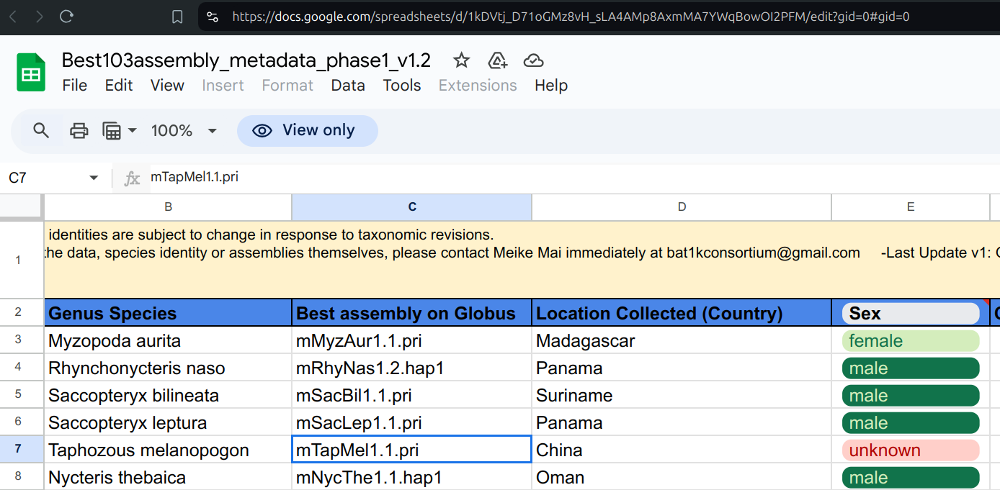 https://docs.google.com/spreadsheets/d/1kDVtj_D71oGMz8vH_sLA4AMp8AxmMA7YWqBowOI2PFM/edit?gid=0#gid=0
Best103assembly_metadata_phase1_v1.2
File Edit View Insert Format Data Tools Extensions Help
100% View only
C7 fx mTapMel1.1.pri
B C D E
1 identities are subject to change in response to taxonomic revisions.
the data, species identity or assemblies themselves, please contact Meike Mai immediately at bat1kconsortium@gmail.com -Last Update v1:
2 Genus Species Best assembly on Globus Location Collected (Country) Sex
3 Myzopoda aurita mMyzAur1.1.pri Madagascar female
4 Rhynchonycteris naso mRhyNas1.2.hap1 Panama male
5 Saccopteryx bilineata mSacBil1.1.pri Suriname male
6 Saccopteryx leptura mSacLep1.1.pri Panama male
7 Taphozous melanopogon mTapMel1.1.pri China unknown
8 Nycteris thebaica mNycThe1.1.hap1 Oman male